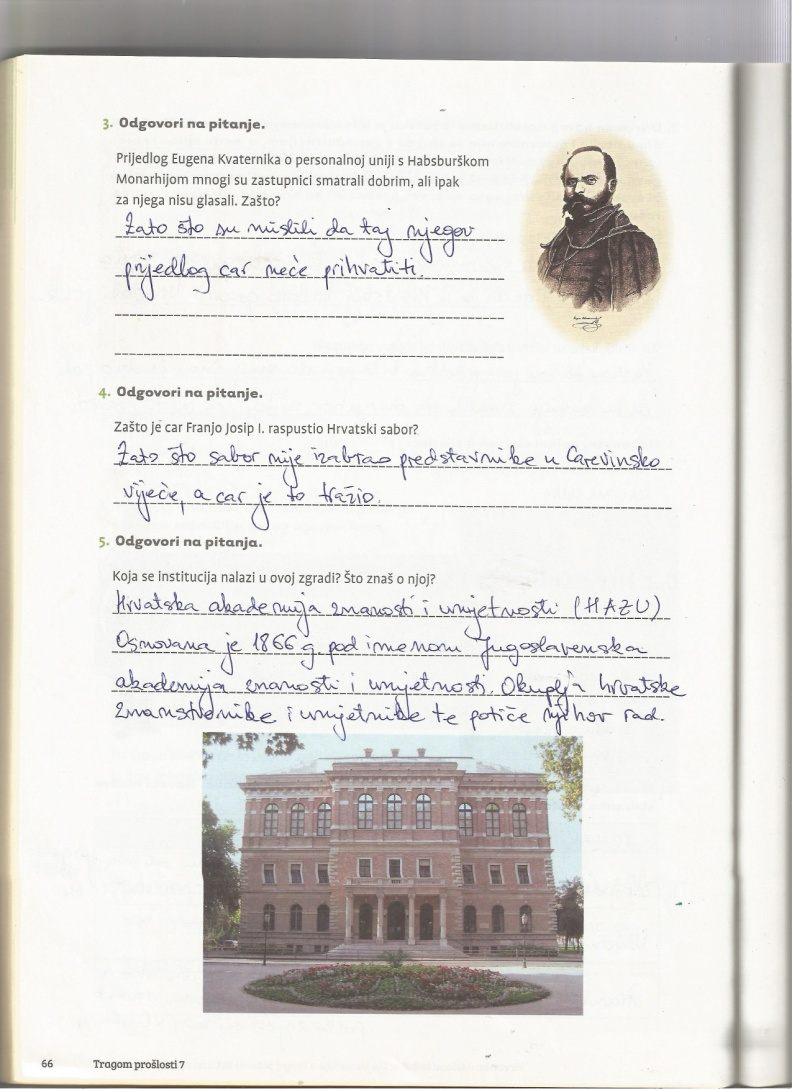 3. Odgovori na pitanje.
Prijedlog Eugena Kvaternika o personalnoj uniji s Habsburškom
Monarhijom mnogi su zastupnici smatrali dobrim, ali ipak
za njega nisu glasali. Zašto?
Zato što su mislili da taj njegov
prijedlog car neće prihvatiti.
4. Odgovori na pitanje.
Zašto je car Franjo Josip I. raspustio Hrvatski sabor?
Zato što sabor nije izabrao predstavnike u Carevinsko
vijeće, a car je to tražio.
5. Odgovori na pitanja.
Koja se institucija nalazi u ovoj zgradi? Što znaš o njoj?
Hrvatska akademija znanosti i umjetnosti (HAZU)
Osnovana je 1866 g. pod imenom Jugoslavenska
akademija znanosti i umjetnosti. Okuplja hrvatske
znanstvenike i umjetnike te potiče njihov rad.
66 Tragom prošlosti 7